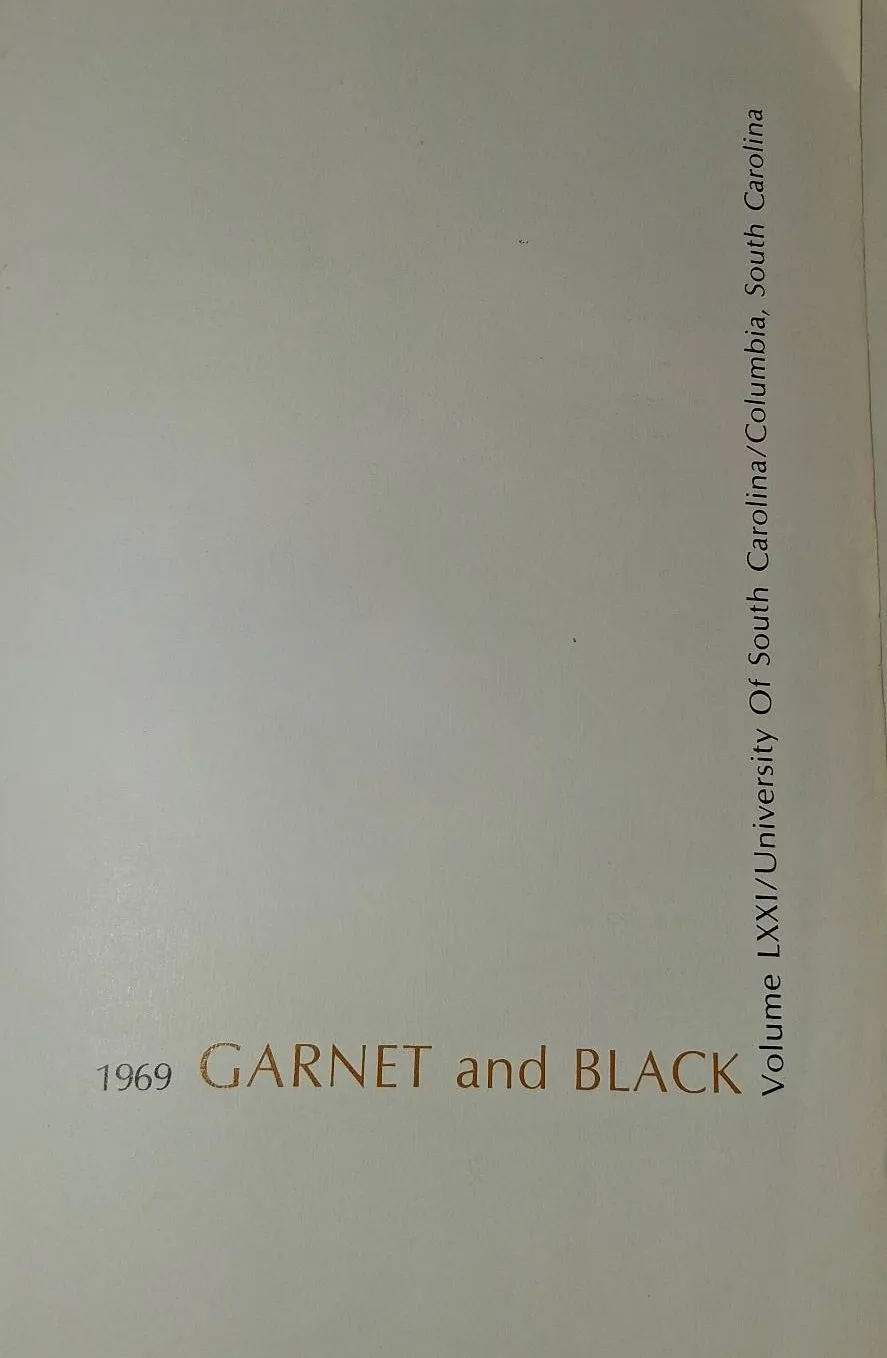 1969 GARNET and BLACK
Volume LXXI/University Of South Carolina/Columbia, South Carolina